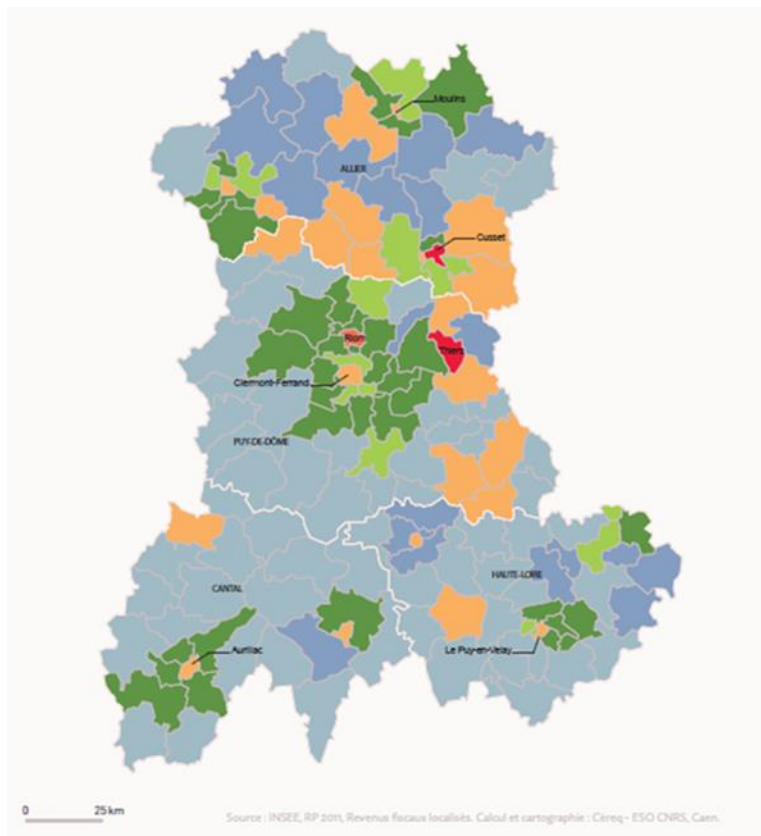 Moulins
ALLIER
Cusset
Riom
Thiers
Clermont-Ferrand
PUY-DE-DÔME
HAUTE-LOIRE
CANTAL
Aurillac
Le Puy-en-Velay
0 25 km
Source : INSEE, RP 2011, Revenus fiscaux localisés. Calcul et cartographie : Céreq - ESO CNRS, Caen.